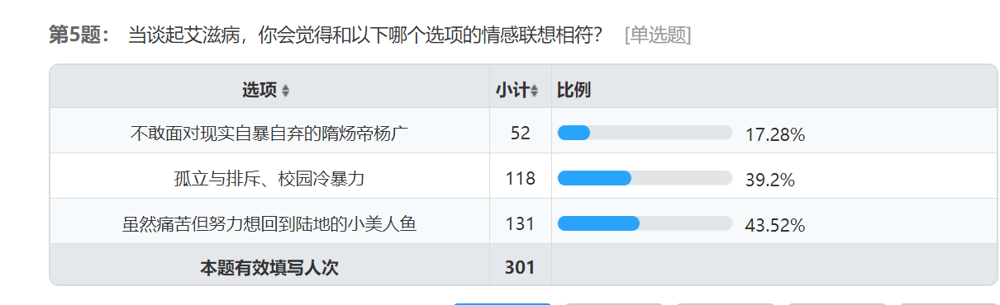 第5题： 当谈起艾滋病，你会觉得和以下哪个选项的情感联想相符？ [单选题]
选项 小计 比例
不敢面对现实自暴自弃的隋炀帝杨广 52 17.28%
孤立与排斥、校园冷暴力 118 39.2%
虽然痛苦但努力想回到陆地的小美人鱼 131 43.52%
本题有效填写人次 301